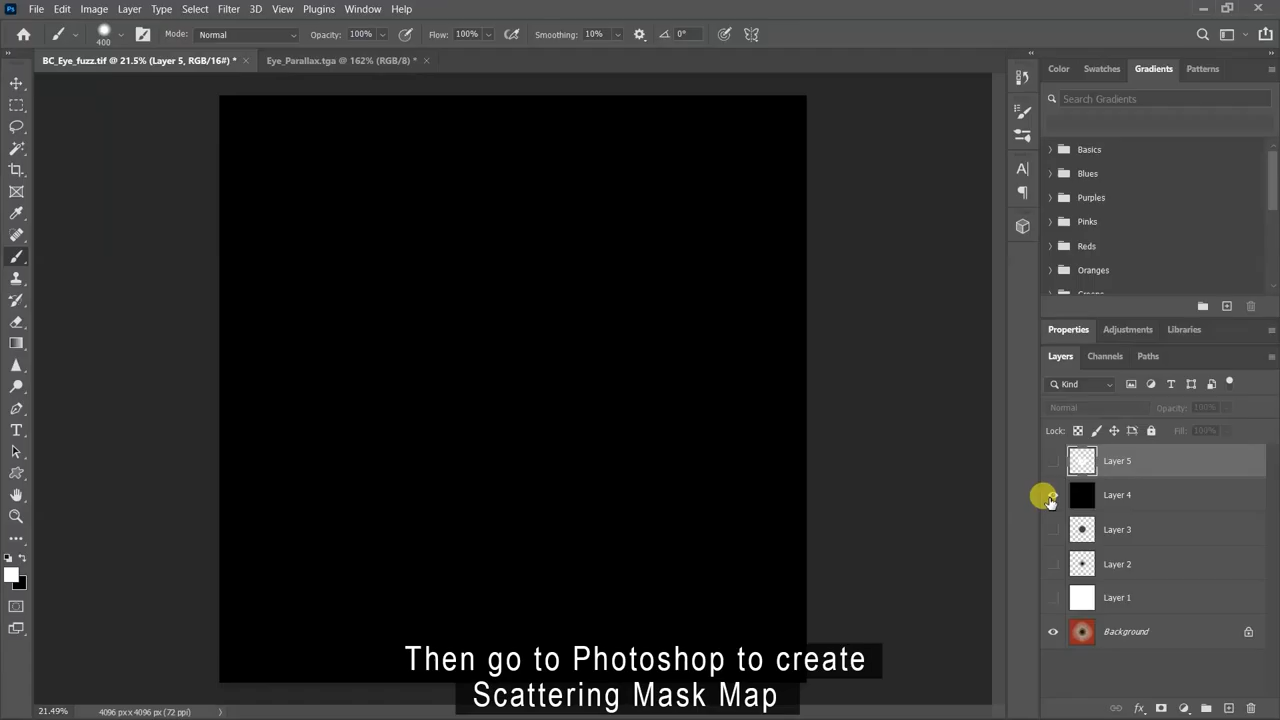 Ps File Edit Image Layer Type Select Filter 3D View Plugins Window Help
400 Mode: Normal Opacity: 100% Flow: 100% Smoothing: 10% 0°
BC_Eye_fuzz.tif @ 21.5% (Layer 5, RGB/16#) * × Eye_Parallax.tga @ 162% (RGB/8) * ×
Color Swatches Gradients Patterns
Search Gradients
Basics
Blues
Purples
Pinks
Reds
Oranges
Greens
Properties Adjustments Libraries
Layers Channels Paths
Kind
Normal Opacity: 100%
Lock: Fill: 100%
Layer 5
Layer 4
Layer 3
Layer 2
Layer 1
Background
Then go to Photoshop to create
Scattering Mask Map
21.49% 4096 px x 4096 px (72 ppi)